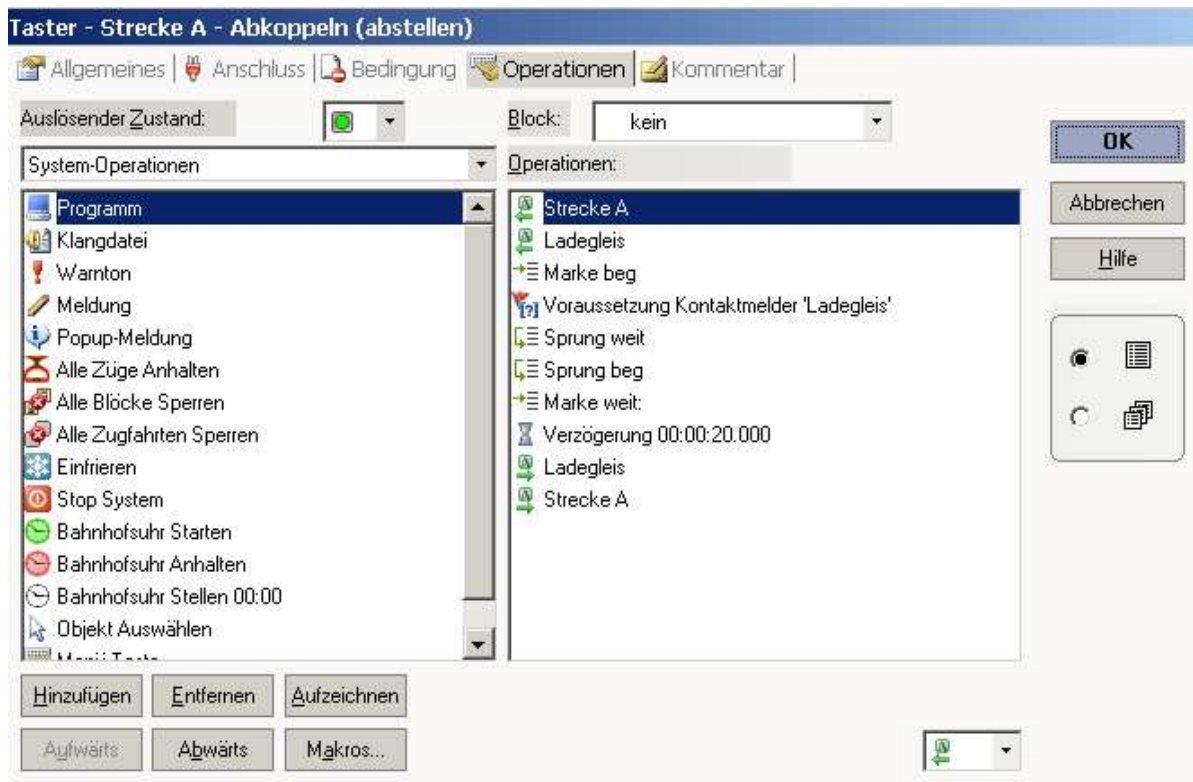 Taster - Strecke A - Abkoppeln (abstellen)
Allgemeines | Anschluss | Bedingung Operationen Kommentar |
Auslösender Zustand:
Block: kein
System-Operationen
Operationen:
Programm
Klangdatei
Warnton
Meldung
Popup-Meldung
Alle Züge Anhalten
Alle Blöcke Sperren
Alle Zugfahrten Sperren
Einfrieren
Stop System
Bahnhofsuhr Starten
Bahnhofsuhr Anhalten
Bahnhofsuhr Stellen 00:00
Objekt Auswählen
Strecke A
Ladegleis
Marke beg
Voraussetzung Kontaktmelder 'Ladegleis'
Sprung weit
Sprung beg
Marke weit:
Verzögerung 00:00:20.000
Ladegleis
Strecke A
OK
Abbrechen
Hilfe
Hinzufügen Entfernen Aufzeichnen
Aufwärts Abwärts Makros...